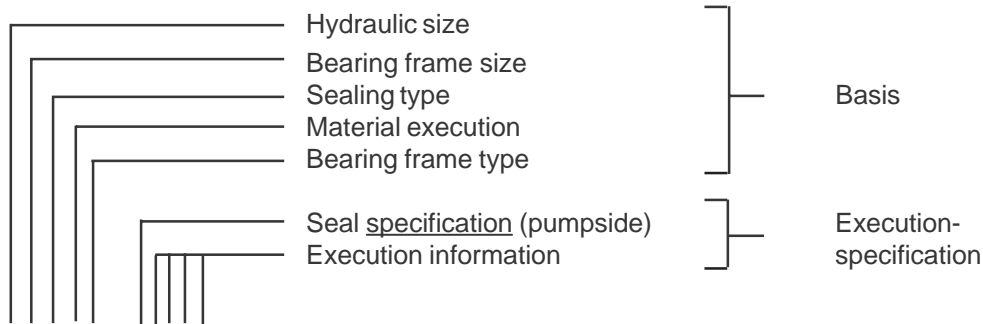 Hydraulic size
Bearing frame size
Sealing type
Material execution
Bearing frame type
Basis
Seal specification (pumpside)
Execution information
Execution-
specification